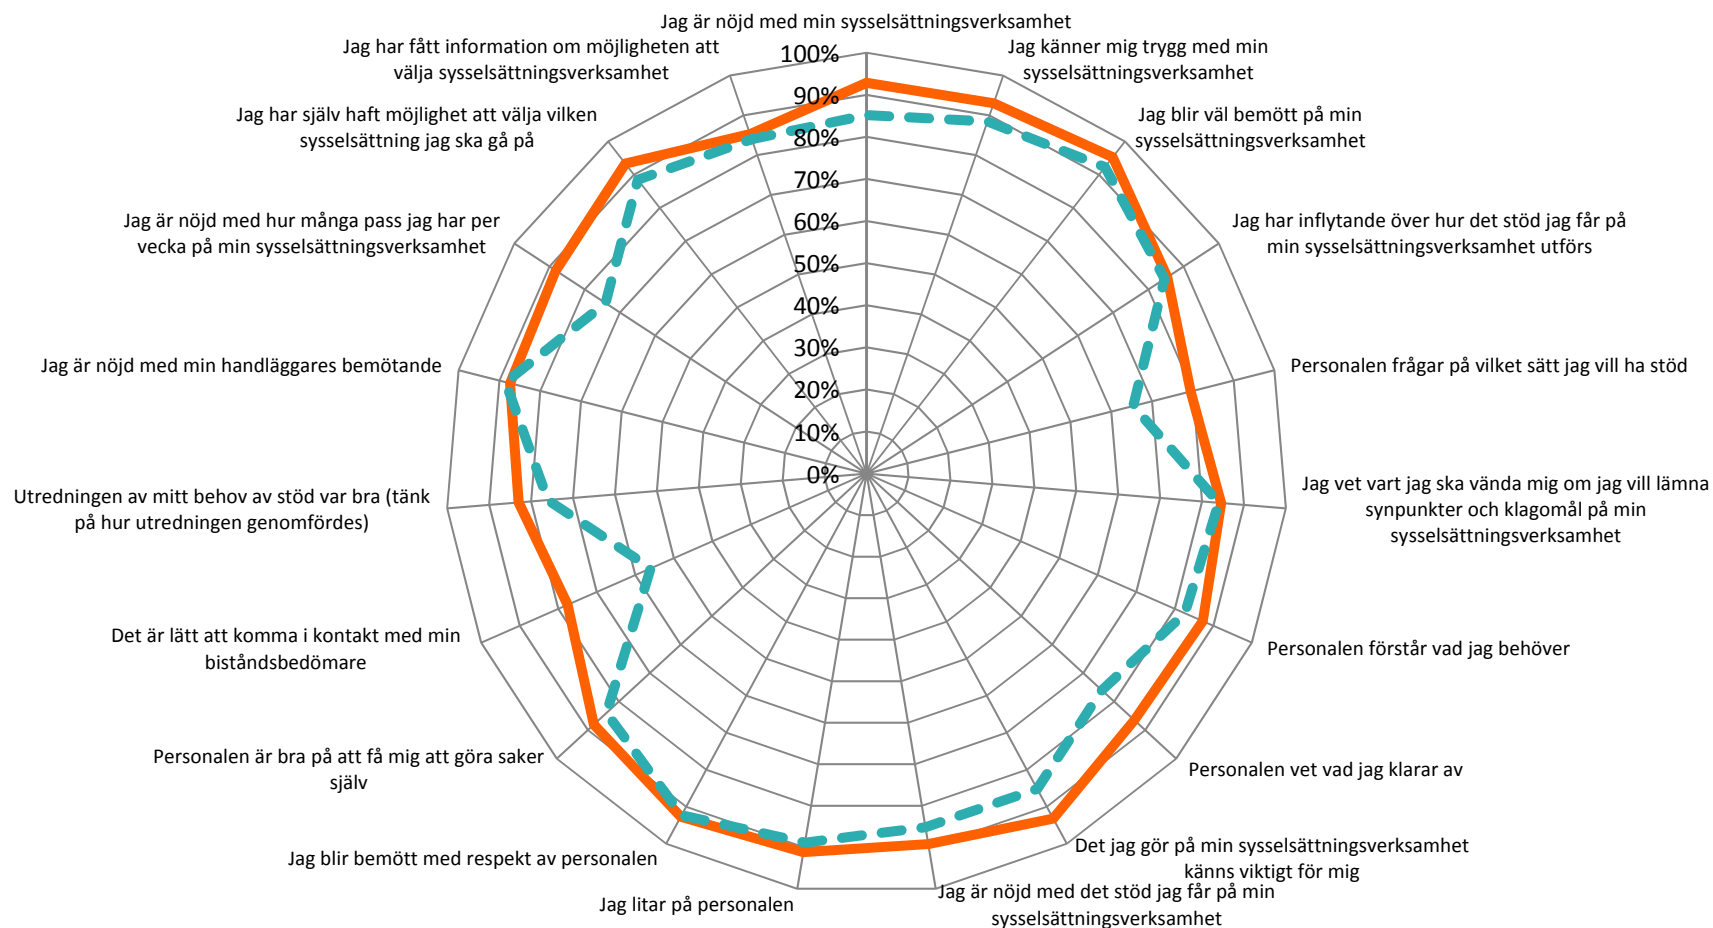 Jag är nöjd med min sysselsättningsverksamhet
Jag känner mig trygg med min
sysselsättningsverksamhet
Jag blir väl bemött på min
sysselsättningsverksamhet
Jag har inflytande över hur det stöd jag får på
min sysselsättningsverksamhet utförs
Personalen frågar på vilket sätt jag vill ha stöd
Jag vet vart jag ska vända mig om jag vill lämna
synpunkter och klagomål på min
sysselsättningsverksamhet
Personalen förstår vad jag behöver
Personalen vet vad jag klarar av
Det jag gör på min sysselsättningsverksamhet
känns viktigt för mig
Jag är nöjd med det stöd jag får på min
sysselsättningsverksamhet
Jag litar på personalen
Jag blir bemött med respekt av personalen
Personalen är bra på att få mig att göra saker
själv
Det är lätt att komma i kontakt med min
biståndsbedömare
Utredningen av mitt behov av stöd var bra (tänk
på hur utredningen genomfördes)
Jag är nöjd med min handläggares bemötande
Jag är nöjd med hur många pass jag har per
vecka på min sysselsättningsverksamhet
Jag har själv haft möjlighet att välja vilken
sysselsättning jag ska gå på
Jag har fått information om möjligheten att
välja sysselsättningsverksamhet
100%
90%
80%
70%
60%
50%
40%
30%
20%
10%
0%